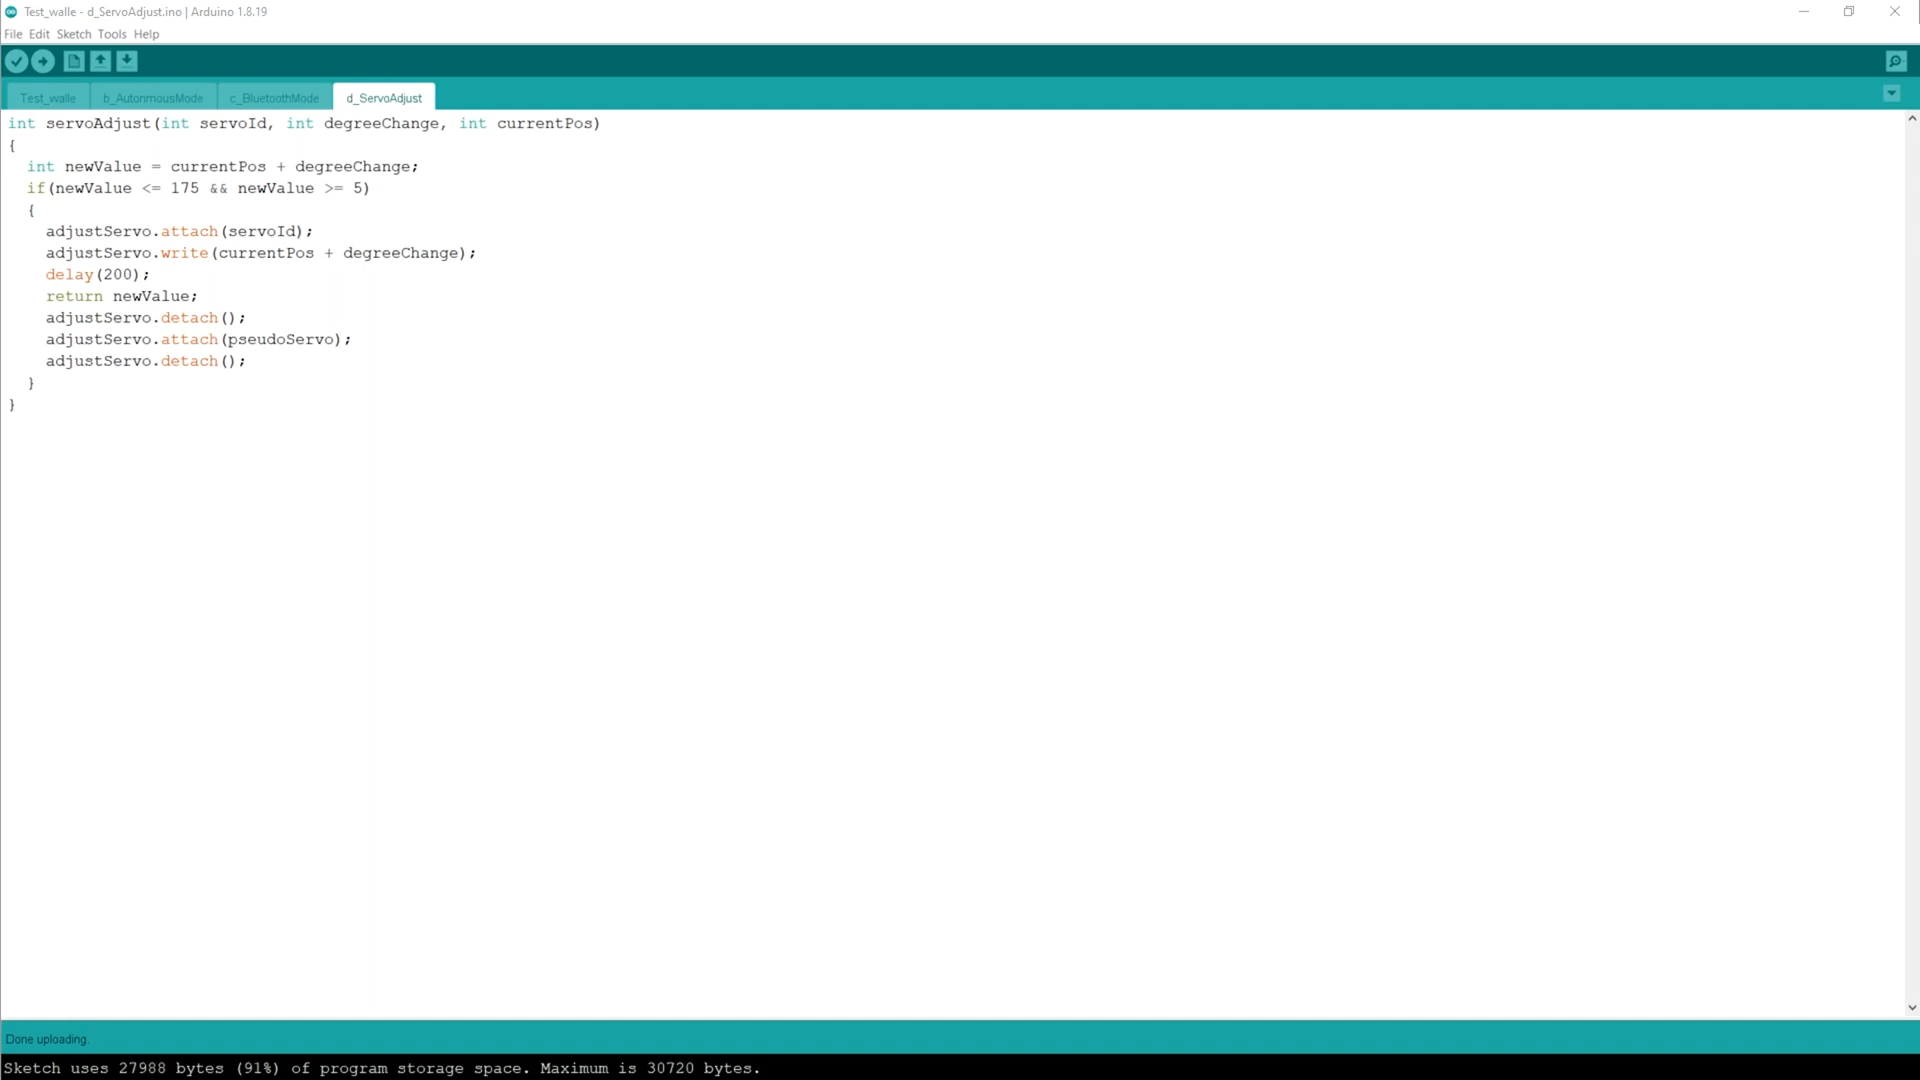 Test_walle - d_ServoAdjust.ino | Arduino 1.8.19
File Edit Sketch Tools Help
Test_walle b_AutonmousMode c_BluetoothMode d_ServoAdjust
int servoAdjust(int servoId, int degreeChange, int currentPos)
{
int newValue = currentPos + degreeChange;
if(newValue <= 175 && newValue >= 5)
{
adjustServo.attach(servoId);
adjustServo.write(currentPos + degreeChange);
delay(200);
return newValue;
adjustServo.detach();
adjustServo.attach(pseudoServo);
adjustServo.detach();
}
}
Done uploading.
Sketch uses 27988 bytes (91%) of program storage space. Maximum is 30720 bytes.